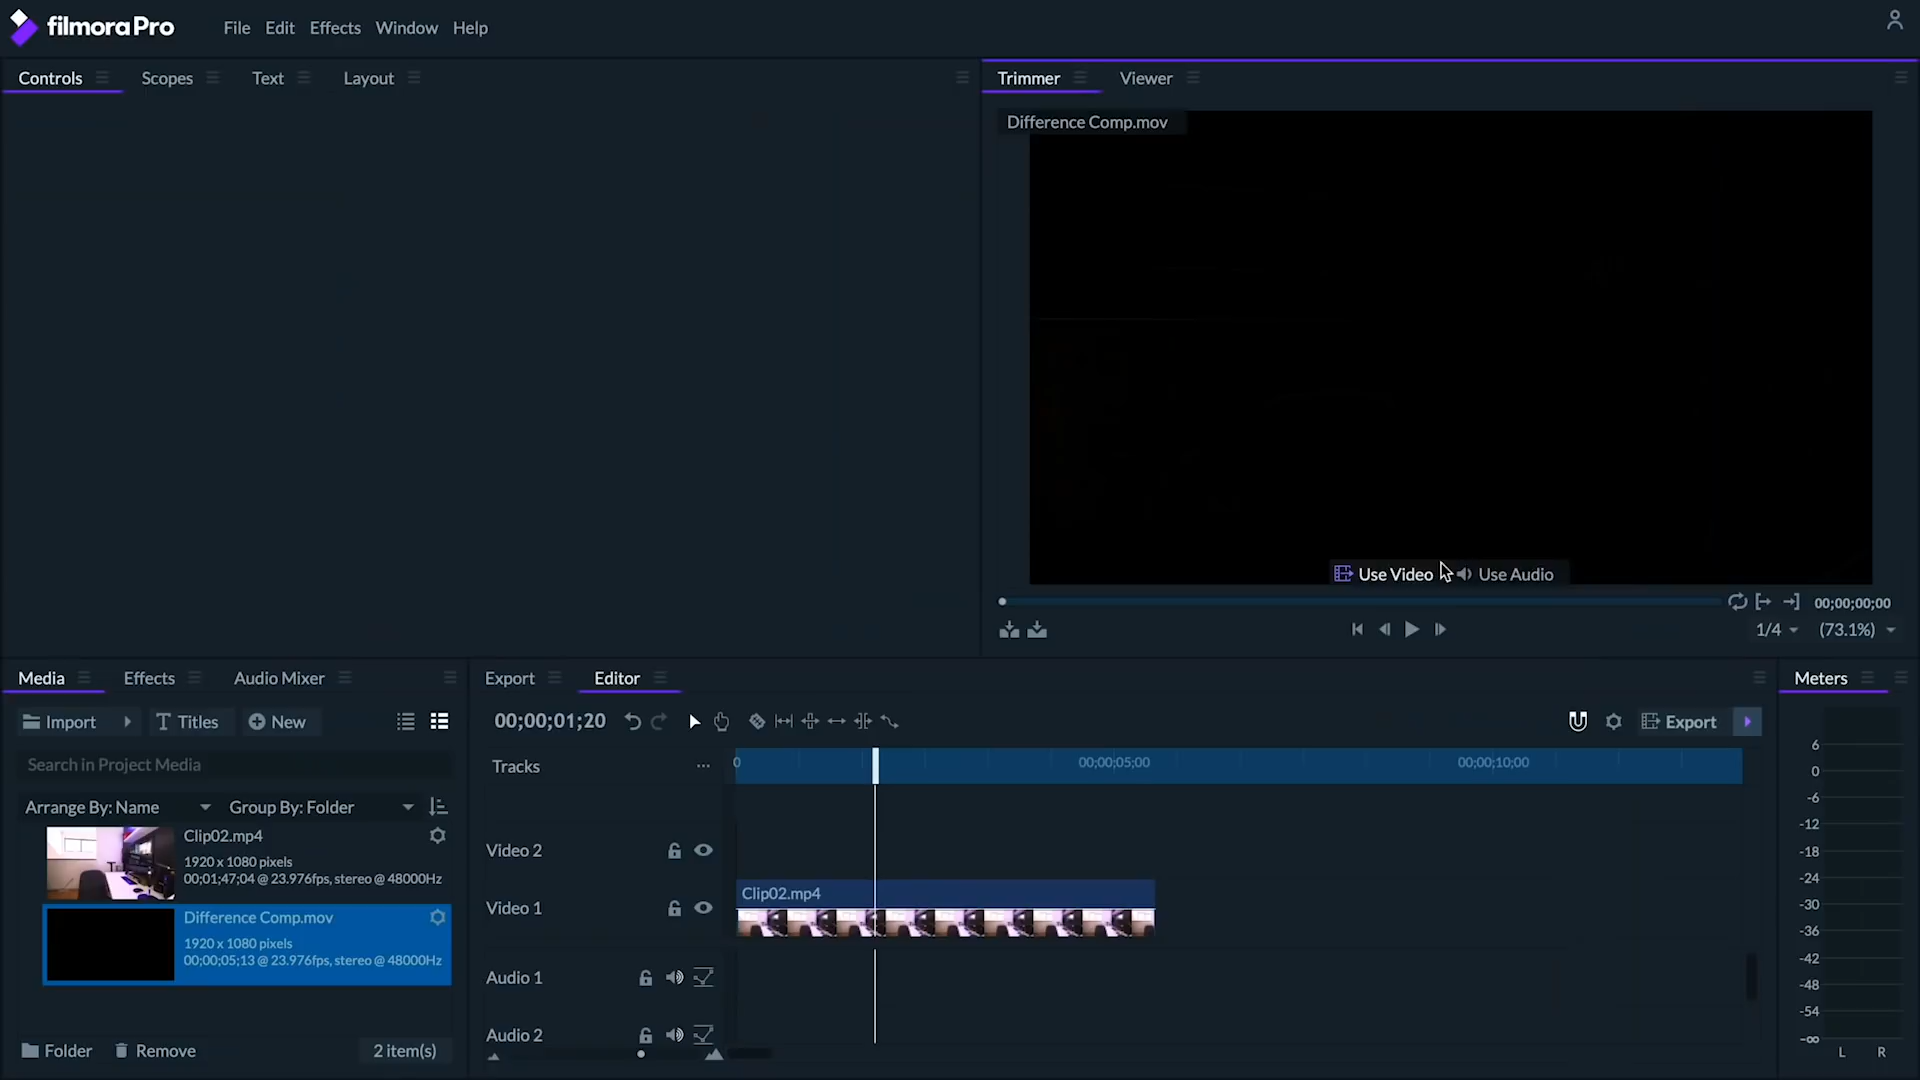 filmora Pro
File Edit Effects Window Help
Controls Scopes Text Layout
Trimmer Viewer
Difference Comp.mov
Use Video Use Audio
00;00;00;00
1/4 (73.1%)
Media Effects Audio Mixer
Export Editor
Meters
Import Titles New
00;00;01;20
Export
Search in Project Media
Tracks
0 00;00;05;00 00;00;10;00
Arrange By: Name Group By: Folder
Clip02.mp4
1920 x 1080 pixels
00;01;47;04 @ 23.976fps, stereo @ 48000Hz
Difference Comp.mov
1920 x 1080 pixels
00;00;05;13 @ 23.976fps, stereo @ 48000Hz
Video 2
Clip02.mp4
Video 1
Audio 1
Audio 2
Folder Remove 2 item(s)
6
0
-6
-12
-18
-24
-30
-36
-42
-48
-54
-∞
L R